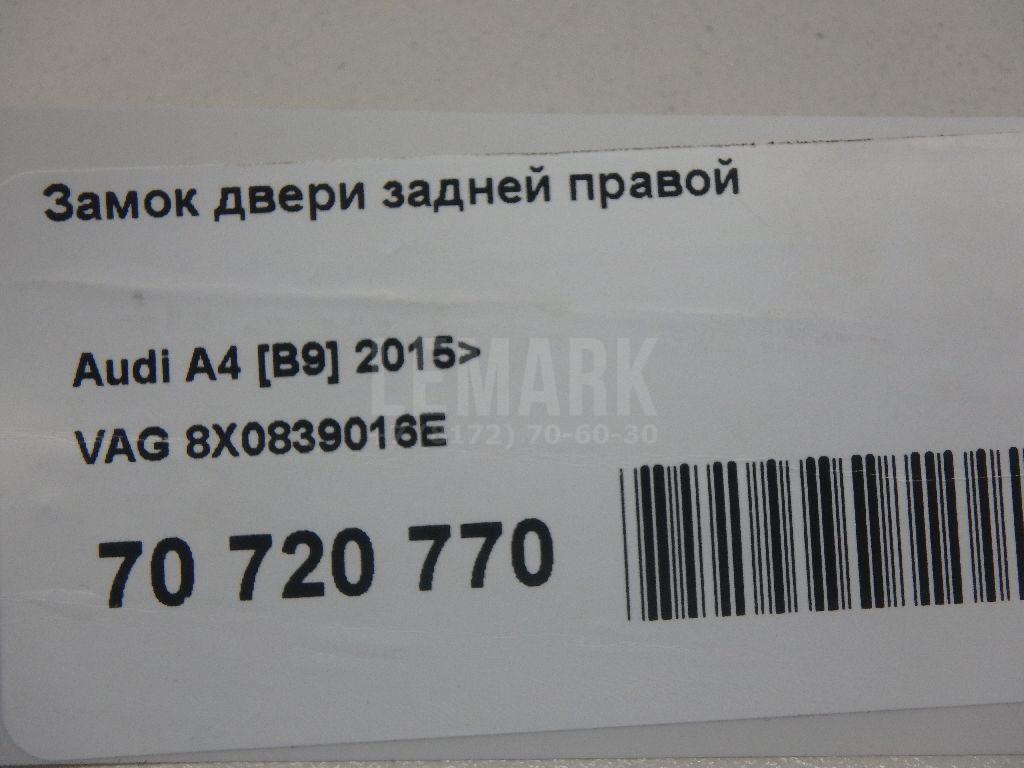 Замок двери задней правой
Audi A4 [B9] 2015>
LEMARK
VAG 8X0839016E
172) 70-60-30
70 720 770